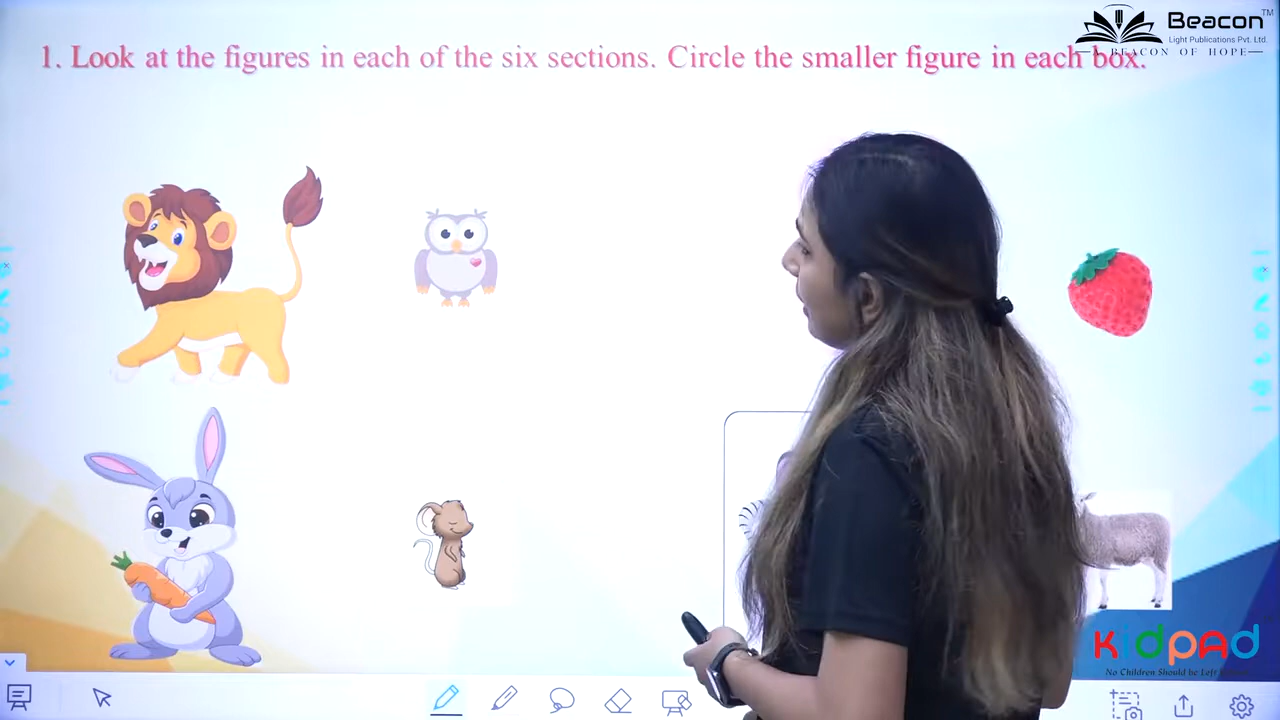 Beacon™
Light Publications Pvt. Ltd.
A BEACON OF HOPE
1. Look at the figures in each of the six sections. Circle the smaller figure in each box.
kidpad
No Children Should be Left